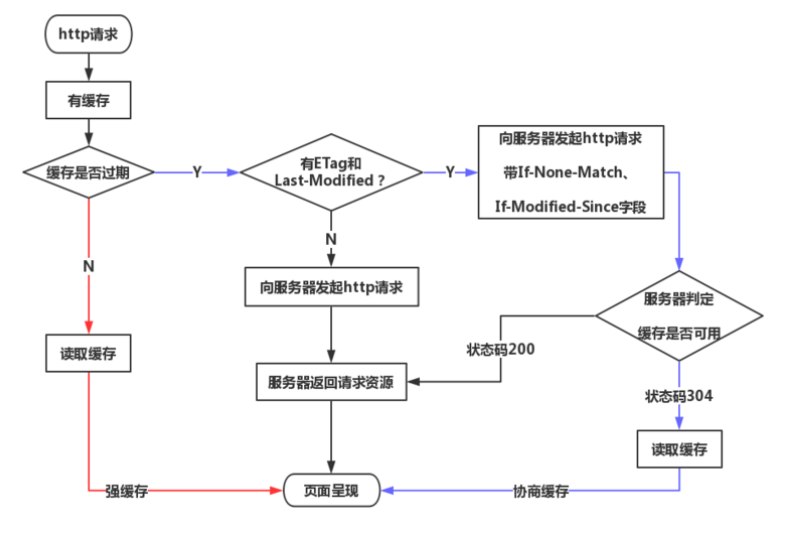 http请求
有缓存
缓存是否过期
Y
有ETag和
Last-Modified？
Y
向服务器发起http请求
带If-None-Match、
If-Modified-Since字段
N
N
向服务器发起http请求
服务器判定
缓存是否可用
读取缓存
状态码200
服务器返回请求资源
状态码304
读取缓存
强缓存
页面呈现
协商缓存